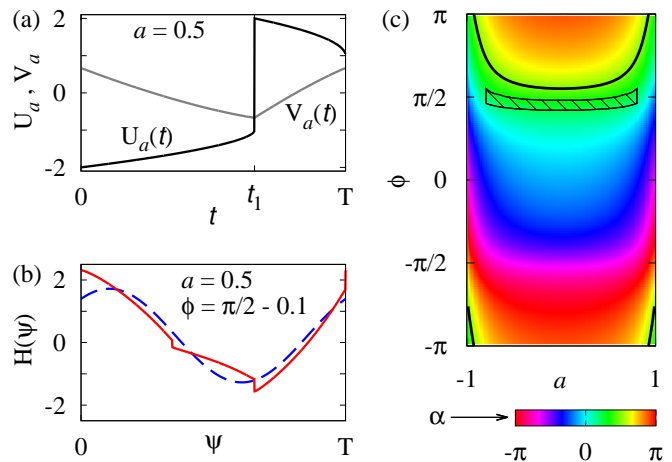 (a)
a = 0.5
U_a , V_a
2
0
-2
U_a(t)
V_a(t)
0
t
t_1
T
(b)
a = 0.5
ϕ = π/2 - 0.1
H(ψ)
2
0
-2
0
ψ
T
(c)
π
π/2
ϕ
0
-π/2
-π
-1
a
1
α
-π
0
π